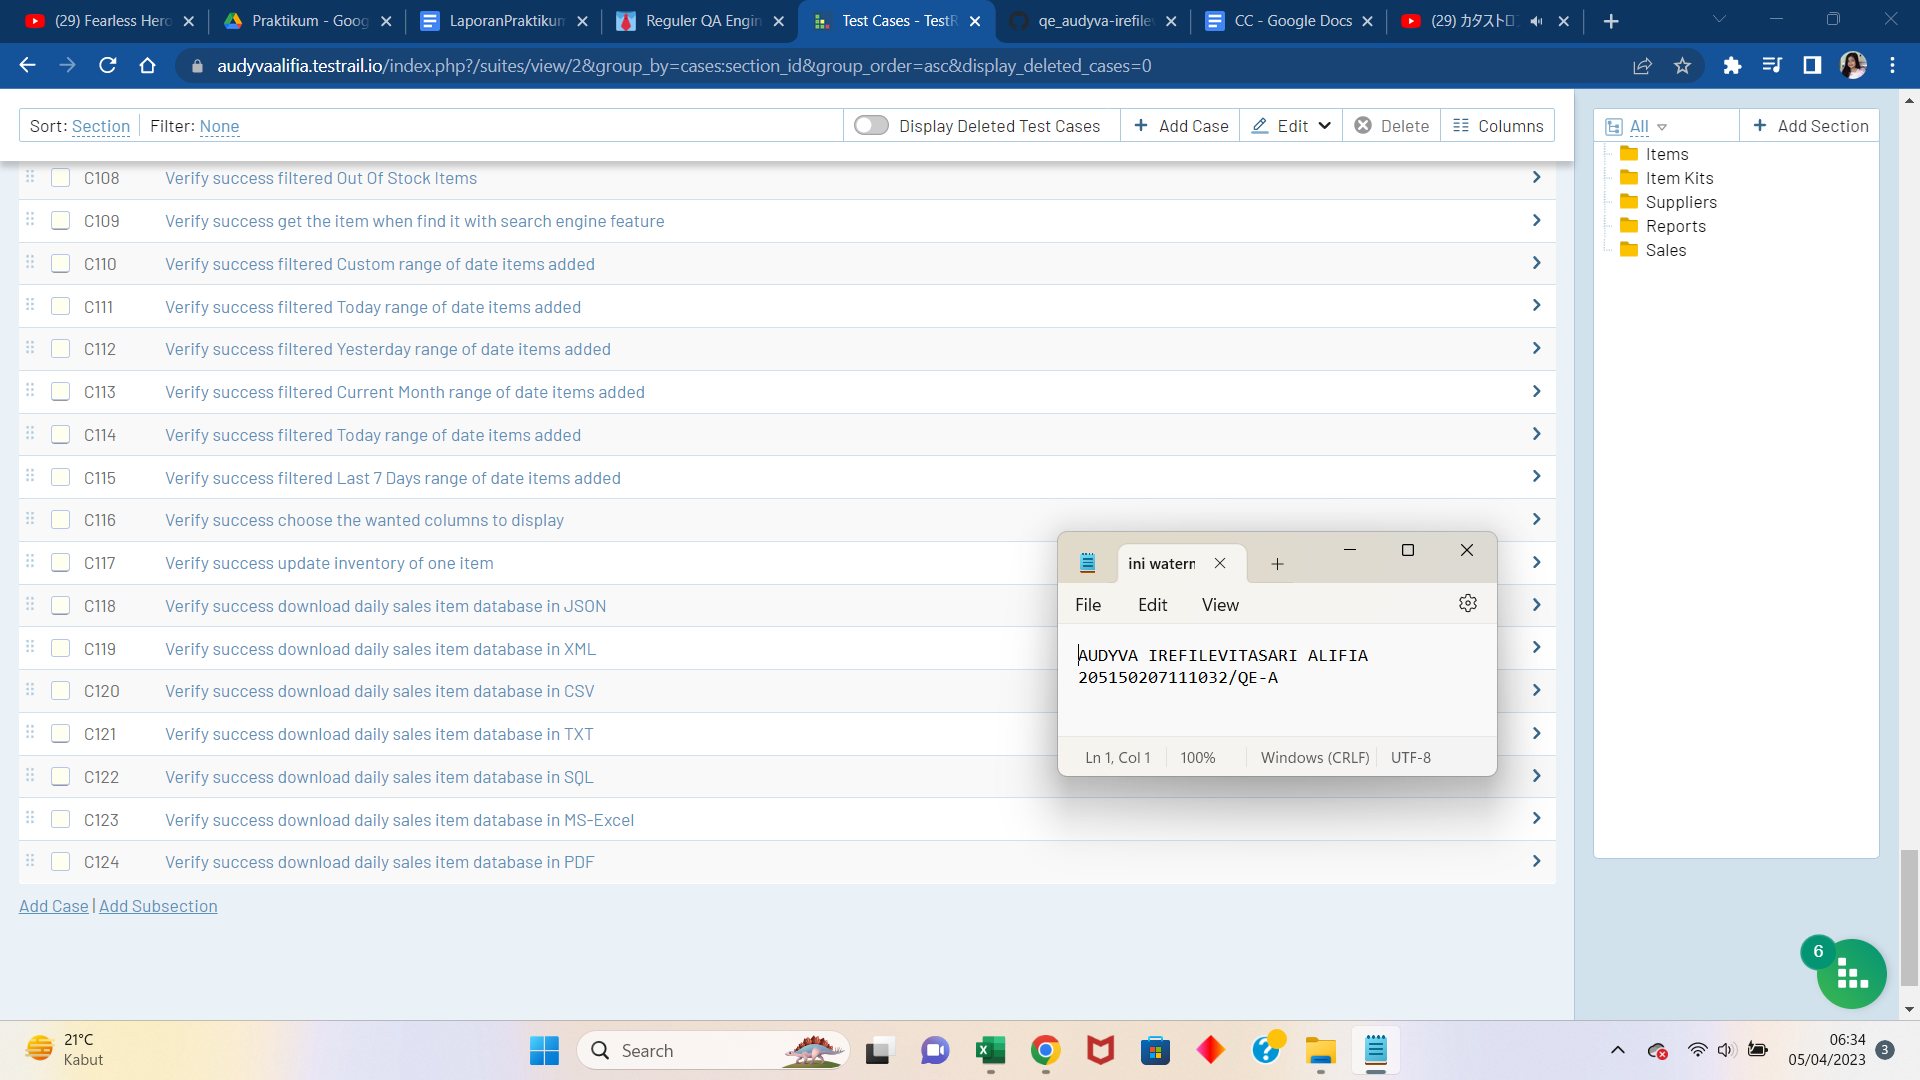 (29) Fearless Hero
Praktikum - Goog
LaporanPraktikum
Reguler QA Engin
Test Cases - TestR
qe_audyva-irefilev
CC - Google Docs
(29) カタストロ
audyvaalifia.testrail.io/index.php?/suites/view/2&group_by=cases:section_id&group_order=asc&display_deleted_cases=0
Sort: Section Filter: None
Display Deleted Test Cases
+ Add Case
Edit
Delete
Columns
C108 Verify success filtered Out Of Stock Items
C109 Verify success get the item when find it with search engine feature
C110 Verify success filtered Custom range of date items added
C111 Verify success filtered Today range of date items added
C112 Verify success filtered Yesterday range of date items added
C113 Verify success filtered Current Month range of date items added
C114 Verify success filtered Today range of date items added
C115 Verify success filtered Last 7 Days range of date items added
C116 Verify success choose the wanted columns to display
C117 Verify success update inventory of one item
C118 Verify success download daily sales item database in JSON
C119 Verify success download daily sales item database in XML
C120 Verify success download daily sales item database in CSV
C121 Verify success download daily sales item database in TXT
C122 Verify success download daily sales item database in SQL
C123 Verify success download daily sales item database in MS-Excel
C124 Verify success download daily sales item database in PDF
Add Case | Add Subsection
All
+ Add Section
Items
Item Kits
Suppliers
Reports
Sales
ini waterm
File Edit View
AUDYVA IREFILEVITASARI ALIFIA
205150207111032/QE-A
Ln 1, Col 1 100% Windows (CRLF) UTF-8
6
21°C
Kabut
Search
06:34
05/04/2023
3